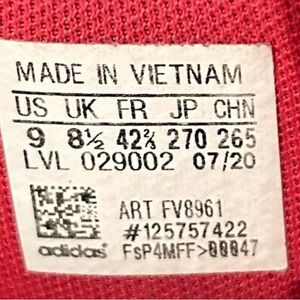 MADE IN VIETNAM
US UK FR JP CHN
9 8½ 42⅔ 270 265
LVL 029002 07/20
ART FV8961
#125757422
adidas FsP4MFF>00047